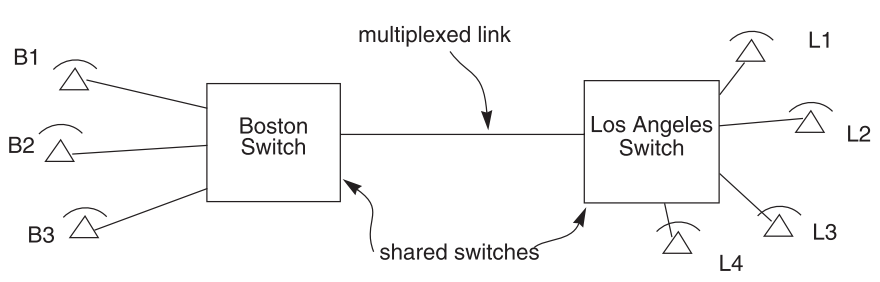 multiplexed link
B1
B2
B3
Boston
Switch
Los Angeles
Switch
L1
L2
L3
L4
shared switches